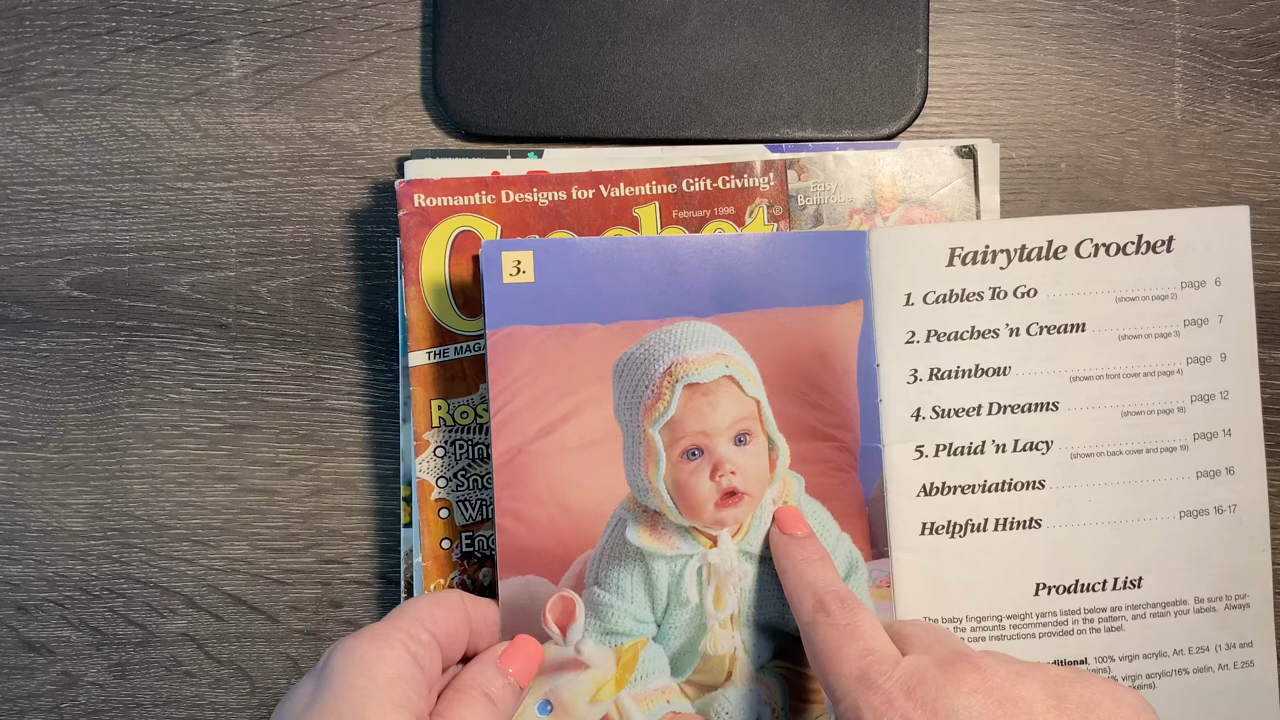 Romantic Designs for Valentine Gift-Giving!
Easy
Bathrobe
February 1998
®
THE MAGA
Ros
• Pin
• Sno
• Win
3.
Fairytale Crochet
1. Cables To Go .................... page 6
(shown on page 2)
2. Peaches 'n Cream .................... page 7
(shown on page 3)
3. Rainbow .................... page 9
(shown on front cover and page 4)
4. Sweet Dreams .................... page 12
(shown on page 18)
5. Plaid 'n Lacy .................... page 14
(shown on back cover and page 19)
Abbreviations .................... page 16
Helpful Hints .................... pages 16-17
Product List
The baby fingering-weight yarns listed below are interchangeable. Be sure to pur-
the amounts recommended in the pattern, and retain your labels. Always
care instructions provided on the label.
100% virgin acrylic, Art. E.254 (1 3/4 and
virgin acrylic/16% olefin, Art. E.255